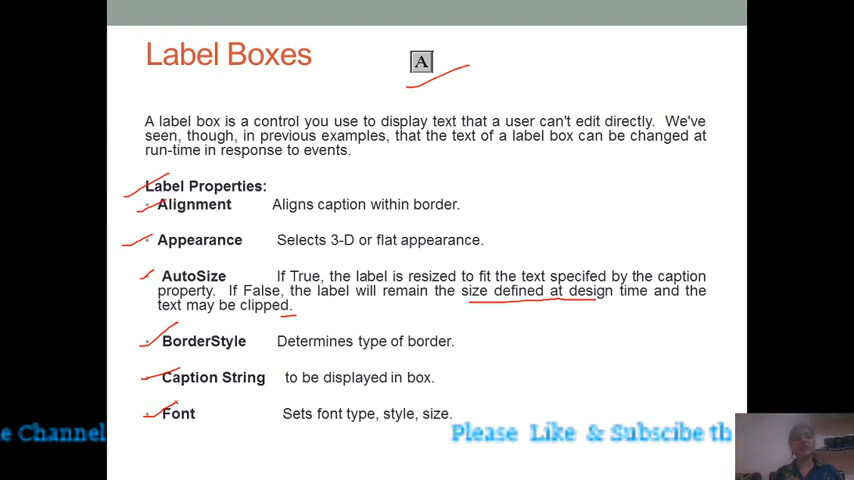 Label Boxes
A
A label box is a control you use to display text that a user can't edit directly. We've
seen, though, in previous examples, that the text of a label box can be changed at
run-time in response to events.
Label Properties:
• Alignment Aligns caption within border.
• Appearance Selects 3-D or flat appearance.
• AutoSize If True, the label is resized to fit the text specifed by the caption
property. If False, the label will remain the size defined at design time and the
text may be clipped.
• BorderStyle Determines type of border.
• Caption String to be displayed in box.
• Font Sets font type, style, size.
e Channel Please Like & Subscibe th